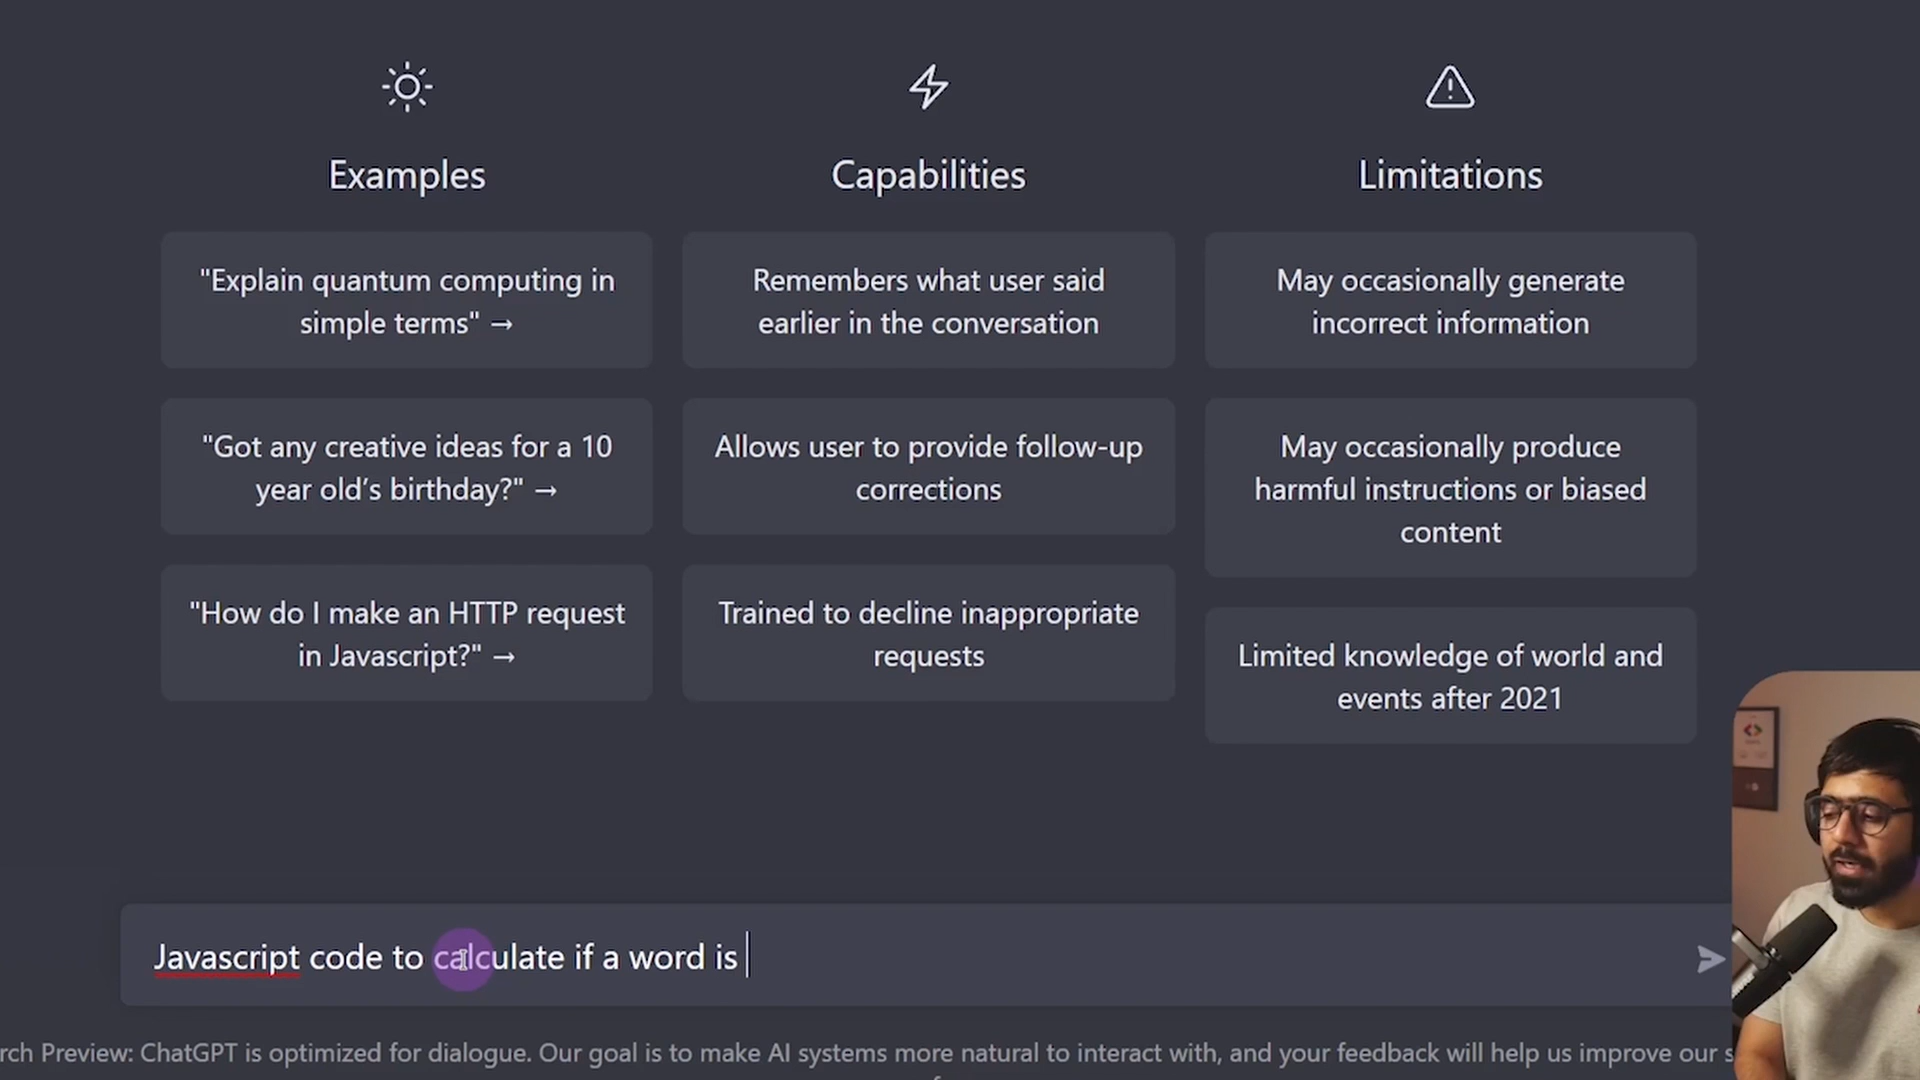 Examples
Capabilities
Limitations
"Explain quantum computing in
simple terms" →
Remembers what user said
earlier in the conversation
May occasionally generate
incorrect information
"Got any creative ideas for a 10
year old's birthday?" →
Allows user to provide follow-up
corrections
May occasionally produce
harmful instructions or biased
content
"How do I make an HTTP request
in Javascript?" →
Trained to decline inappropriate
requests
Limited knowledge of world and
events after 2021
Javascript code to calculate if a word is
Preview: ChatGPT is optimized for dialogue. Our goal is to make AI systems more natural to interact with, and your feedback will help us improve our